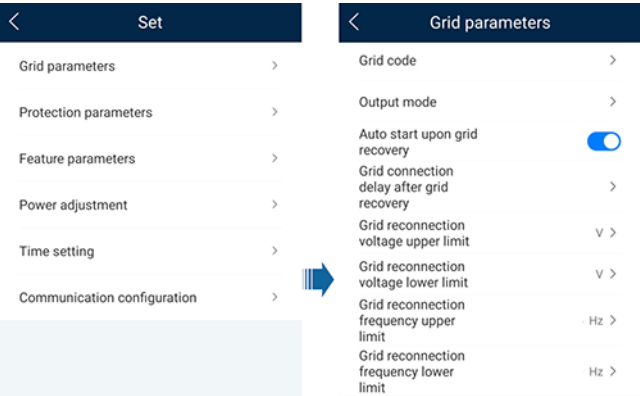 Set
Grid parameters
Protection parameters
Feature parameters
Power adjustment
Time setting
Communication configuration
Grid parameters
Grid code
Output mode
Auto start upon grid
recovery
Grid connection
delay after grid
recovery
Grid reconnection
voltage upper limit
V
Grid reconnection
voltage lower limit
V
Grid reconnection
frequency upper
limit
Hz
Grid reconnection
frequency lower
limit
Hz